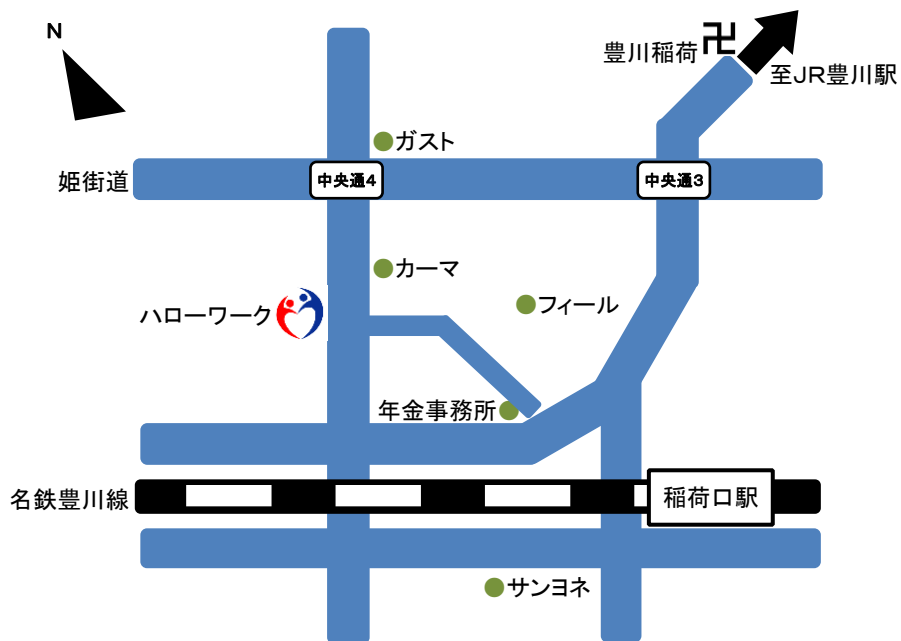 N
豊川稲荷 卍
至JR豊川駅
ガスト
姫街道
中央通4
中央通3
カーマ
フィール
ハローワーク
年金事務所
名鉄豊川線
稲荷口駅
サンヨネ